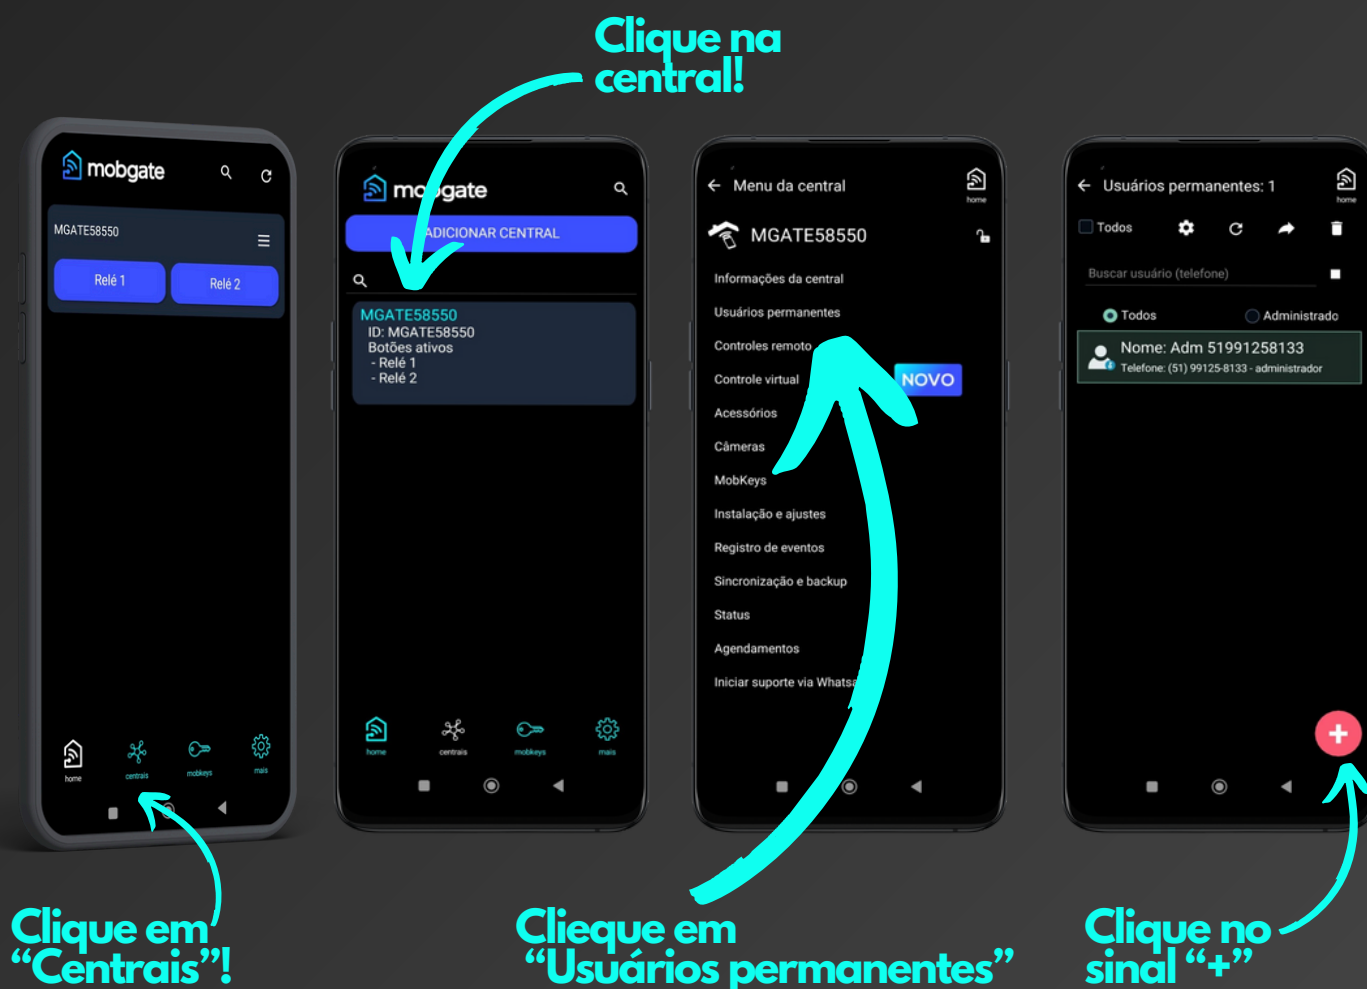 Clique na
central!
mobgate
MGATE58550
Relé 1
Relé 2
home
centrais
mobkeys
mais
Clique em
“Centrais”!
mobgate
ADICIONAR CENTRAL
MGATE58550
ID: MGATE58550
Botões ativos
- Relé 1
- Relé 2
home
centrais
mobkeys
mais
Menu da central
home
MGATE58550
Informações da central
Usuários permanentes
Controles remoto
Controle virtual
NOVO
Acessórios
Câmeras
MobKeys
Instalação e ajustes
Registro de eventos
Sincronização e backup
Status
Agendamentos
Iniciar suporte via Whatsa
Clieque em
“Usuários permanentes”
Usuários permanentes: 1
home
Todos
Buscar usuário (telefone)
Todos
Administrado
Nome: Adm 51991258133
Telefone: (51) 99125-8133 - administrador
+
Clique no
sinal “+”